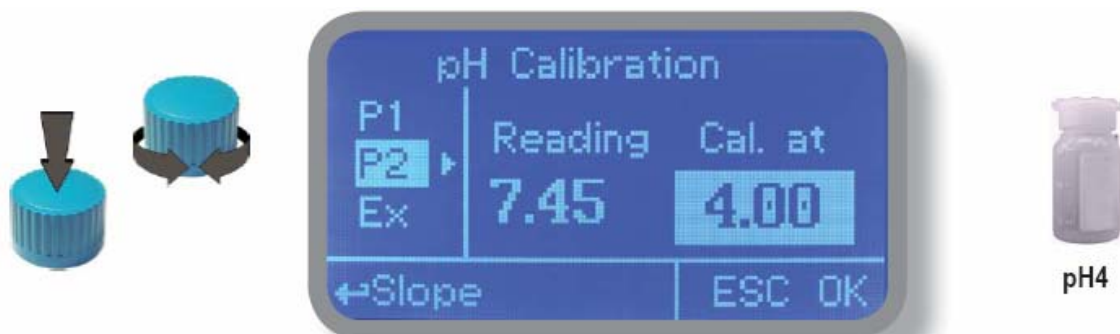 pH Calibration
P1
P2
Ex
Reading
Cal. at
7.45
4.00
↩Slope
ESC OK
pH4